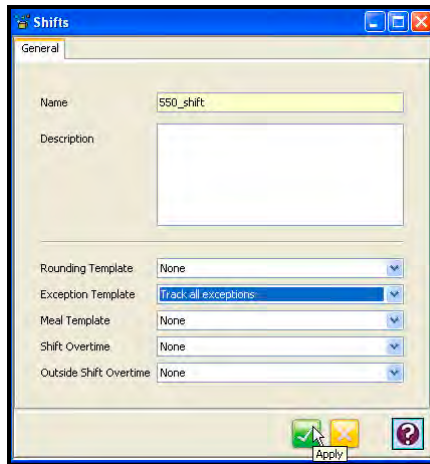 Shifts
General
Name 550_shift
Description
Rounding Template None
Exception Template Track all exceptions
Meal Template None
Shift Overtime None
Outside Shift Overtime None
Apply